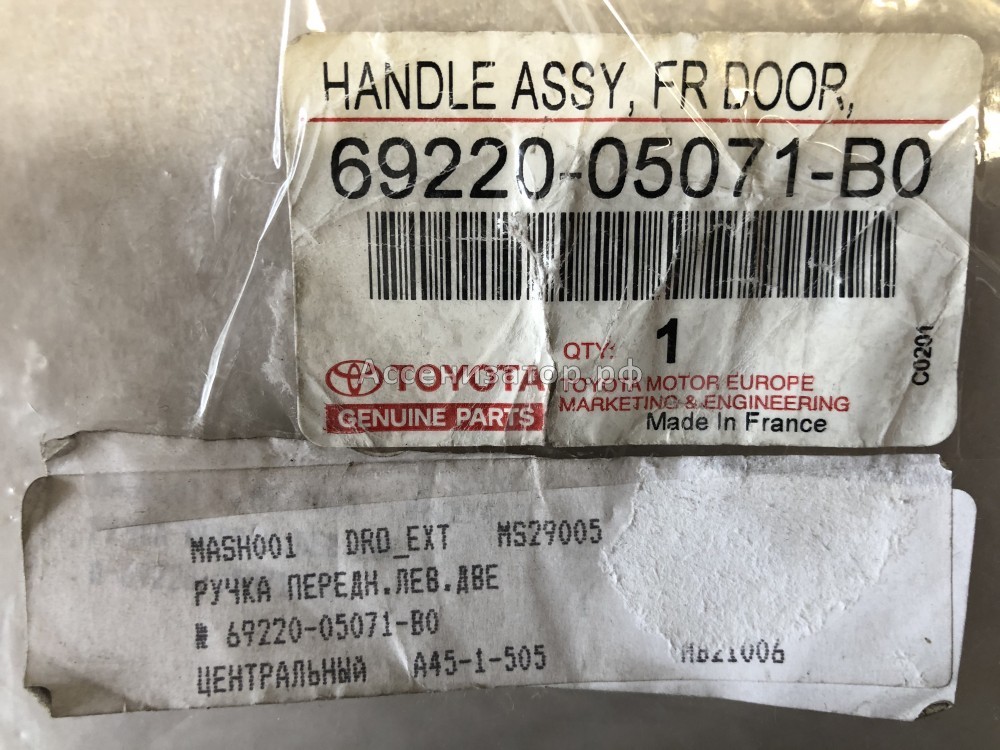 HANDLE ASSY, FR DOOR,
69220-05071-B0
QTY: 1
C0201
TOYOTA
Ассенизатор.рф
GENUINE PARTS
TOYOTA MOTOR EUROPE
MARKETING & ENGINEERING
Made In France
MASH001 DRD_EXT MS29005
РУЧКА ПЕРЕДН.ЛЕВ.ДВЕ
№ 69220-05071-B0
ЦЕНТРАЛЬНЫЙ A45-1-505 MB21006